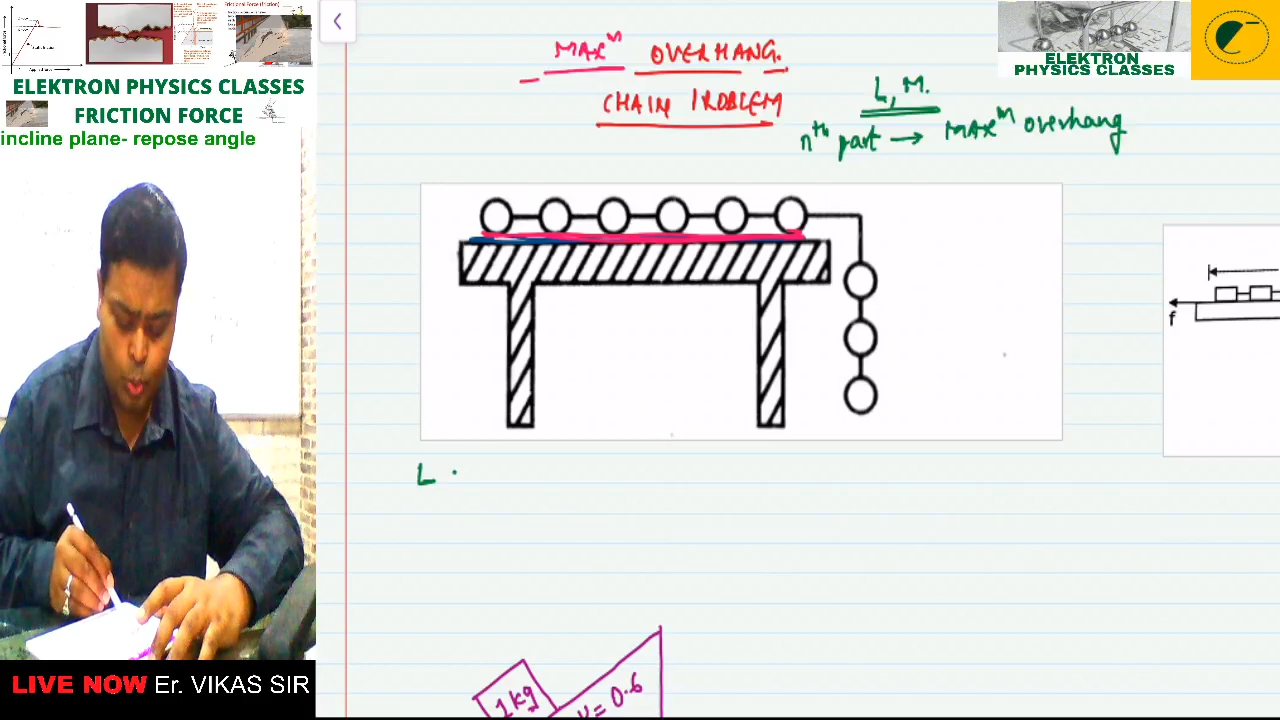 ELEKTRON PHYSICS CLASSES
FRICTION FORCE
incline plane- repose angle
MAXᵐ OVERHANG.
CHAIN PROBLEM
L, M.
nᵗʰ part → MAXᵐ overhang
ELEKTRON
PHYSICS CLASSES
f
L
1kg
μ= 0.6
LIVE NOW Er. VIKAS SIR